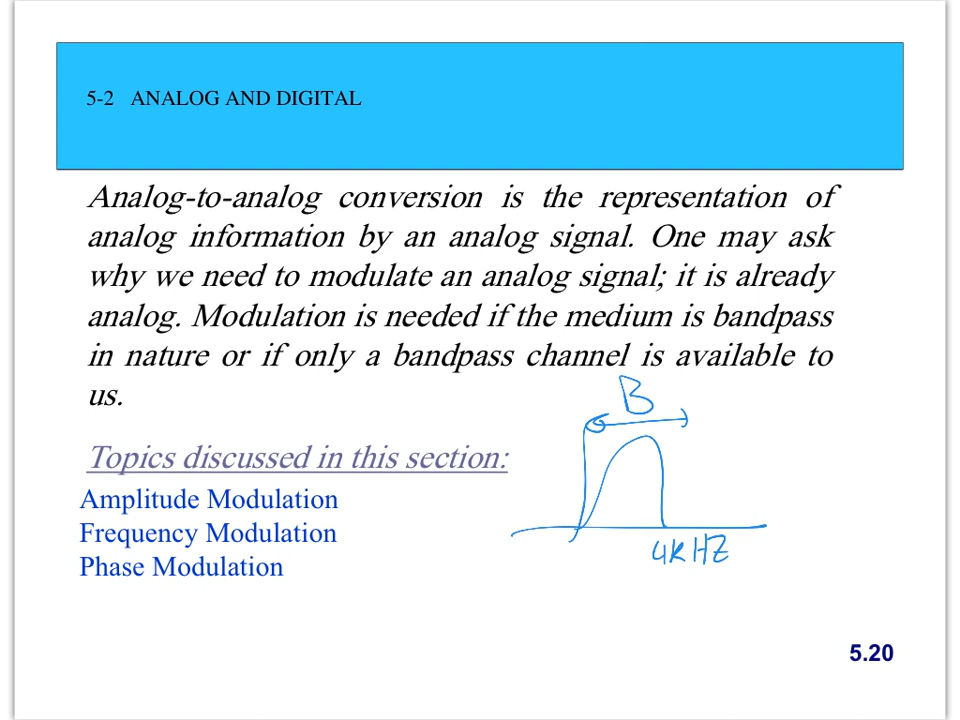 5-2 ANALOG AND DIGITAL
Analog-to-analog conversion is the representation of
analog information by an analog signal. One may ask
why we need to modulate an analog signal; it is already
analog. Modulation is needed if the medium is bandpass
in nature or if only a bandpass channel is available to
us.
B
Topics discussed in this section:
Amplitude Modulation
Frequency Modulation
Phase Modulation
4K HZ
5.20